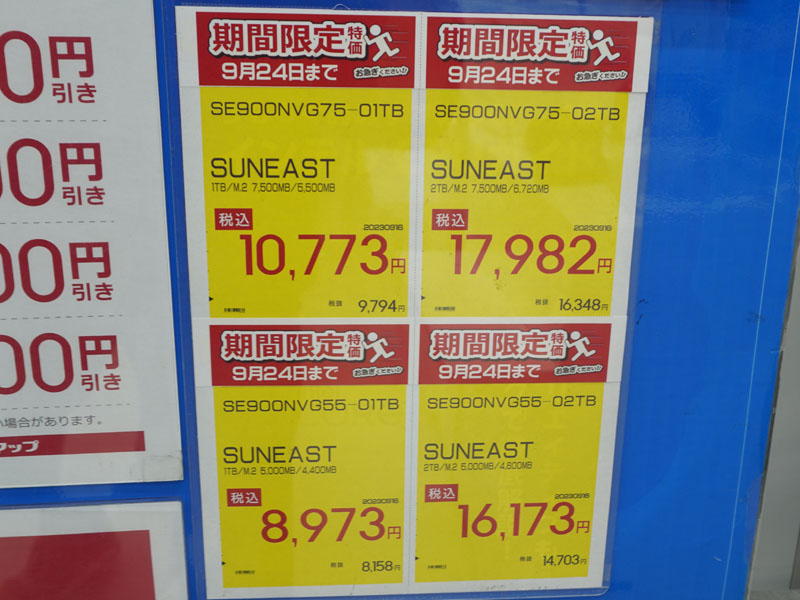 0円
引き
00円
引き
00円
引き
00円
引き
い場合があります。
アップ
期間限定特価
9月24日まで
お急ぎください♪
SE900NVG75-01TB
SUNEAST
1TB/M.2 7,500MB/5,500MB
税込
20230916
10,773円
税抜 9,794円
期間限定特価
9月24日まで
お急ぎください♪
SE900NVG75-02TB
SUNEAST
2TB/M.2 7,500MB/6,720MB
税込
20230916
17,982円
税抜 16,348円
期間限定特価
9月24日まで
お急ぎください♪
SE900NVG55-01TB
SUNEAST
1TB/M.2 5,000MB/4,400MB
税込
20230916
8,973円
税抜 8,158円
期間限定特価
9月24日まで
お急ぎください♪
SE900NVG55-02TB
SUNEAST
2TB/M.2 5,000MB/4,600MB
税込
20230916
16,173円
税抜 14,703円